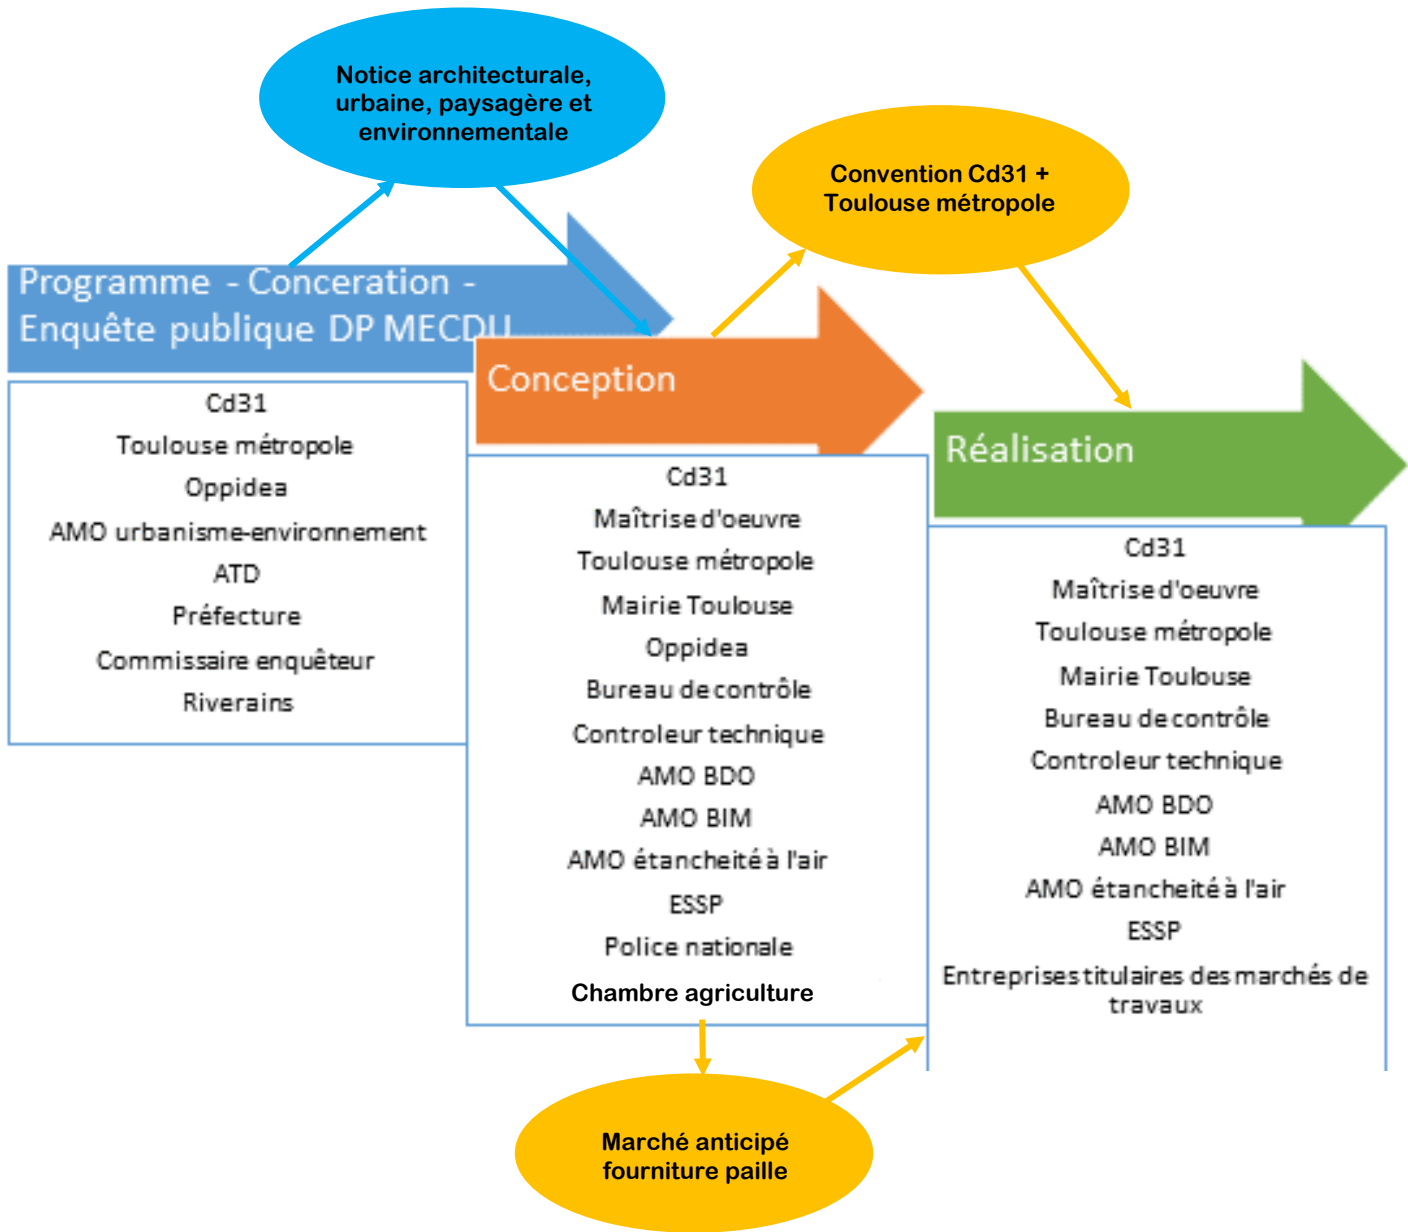 Notice architecturale,
urbaine, paysagère et
environnementale
Convention Cd31 +
Toulouse métropole
Programme - Conceration -
Enquête publique DP MECDU
Cd31
Toulouse métropole
Oppidea
AMO urbanisme-environnement
ATD
Préfecture
Commissaire enquêteur
Riverains
Conception
Cd31
Maîtrise d'oeuvre
Toulouse métropole
Mairie Toulouse
Oppidea
Bureau de contrôle
Controleur technique
AMO BDO
AMO BIM
AMO étancheité à l'air
ESSP
Police nationale
Chambre agriculture
Réalisation
Cd31
Maîtrise d'oeuvre
Toulouse métropole
Mairie Toulouse
Bureau de contrôle
Controleur technique
AMO BDO
AMO BIM
AMO étancheité à l'air
ESSP
Entreprises titulaires des marchés de
travaux
Marché anticipé
fourniture paille